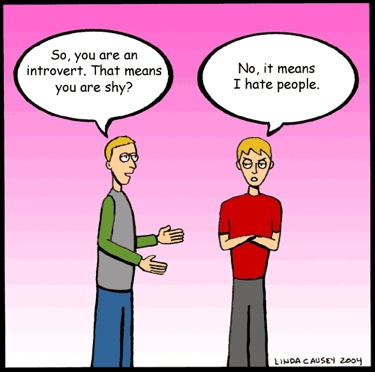 So, you are an
introvert. That means
you are shy?
No, it means
I hate people.
LINDA CAUSEY 2004